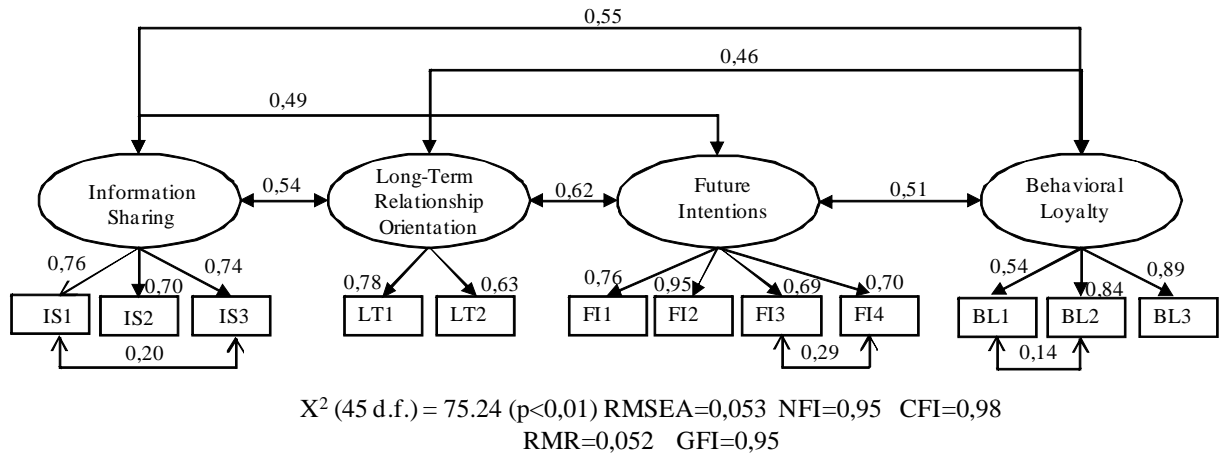 0,55
0,46
0,49
Information
Sharing
0,54
Long-Term
Relationship
Orientation
0,62
Future
Intentions
0,51
Behavioral
Loyalty
0,76
0,70
0,74
0,78
0,63
0,76
0,95
0,69
0,70
0,54
0,84
0,89
IS1
IS2
IS3
LT1
LT2
FI1
FI2
FI3
FI4
BL1
BL2
BL3
0,20
0,29
0,14
X² (45 d.f.) = 75.24 (p<0,01) RMSEA=0,053 NFI=0,95 CFI=0,98
RMR=0,052 GFI=0,95